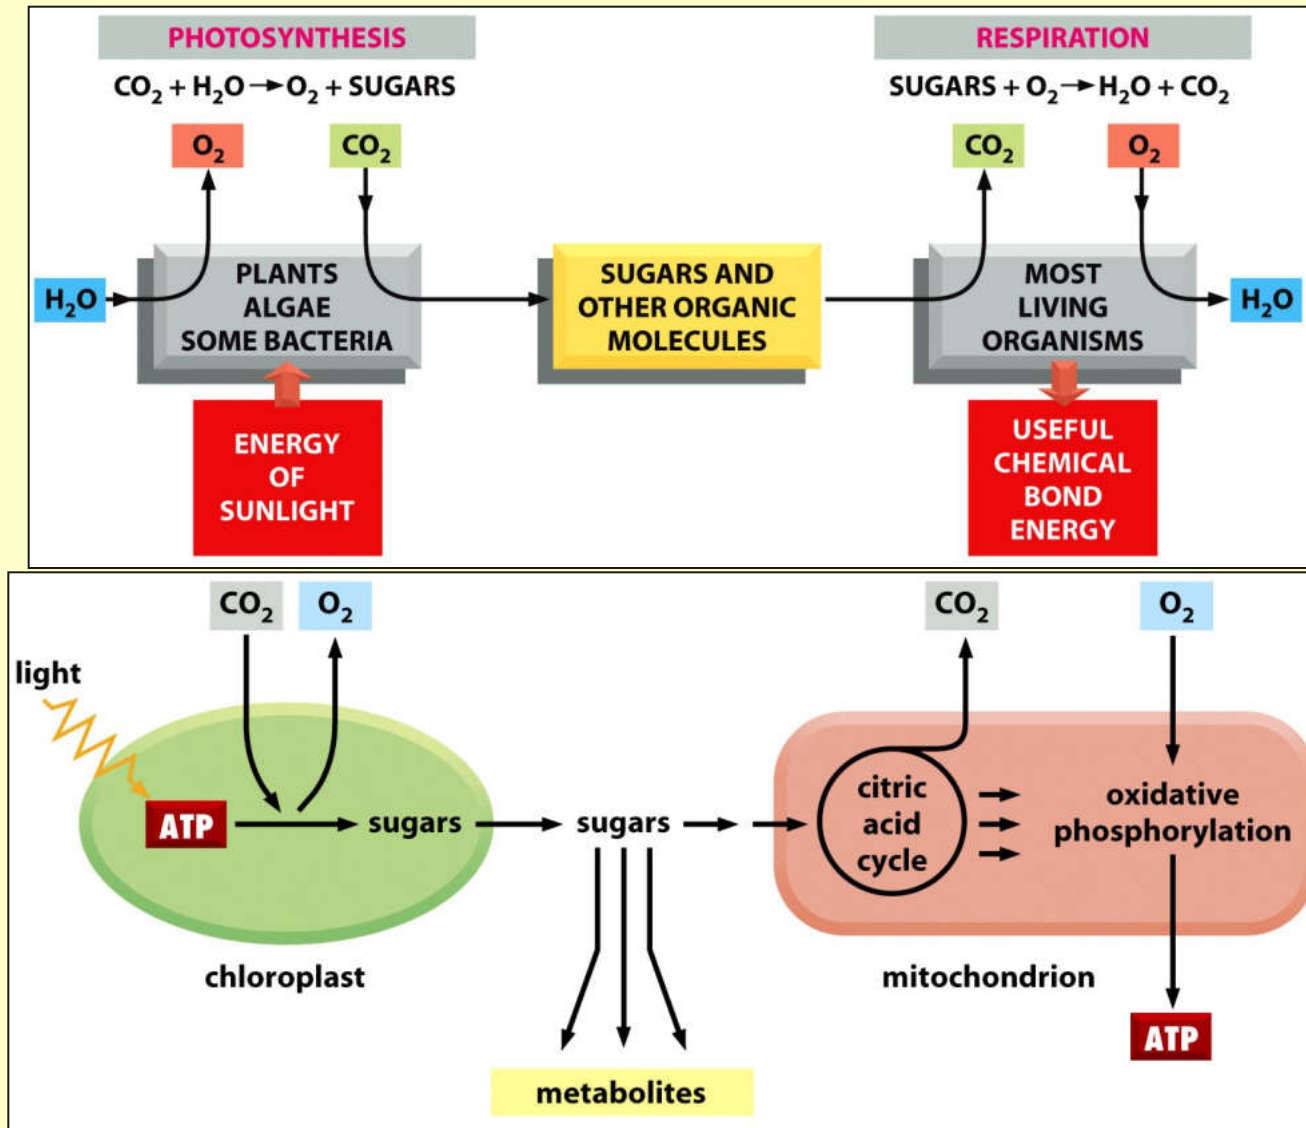 PHOTOSYNTHESIS
CO₂ + H₂O → O₂ + SUGARS
O₂
CO₂
H₂O
PLANTS
ALGAE
SOME BACTERIA
ENERGY
OF
SUNLIGHT
SUGARS AND
OTHER ORGANIC
MOLECULES
RESPIRATION
SUGARS + O₂ → H₂O + CO₂
CO₂
O₂
MOST
LIVING
ORGANISMS
H₂O
USEFUL
CHEMICAL
BOND
ENERGY
CO₂
O₂
light
ATP
sugars
chloroplast
sugars
metabolites
CO₂
O₂
citric
acid
cycle
oxidative
phosphorylation
mitochondrion
ATP